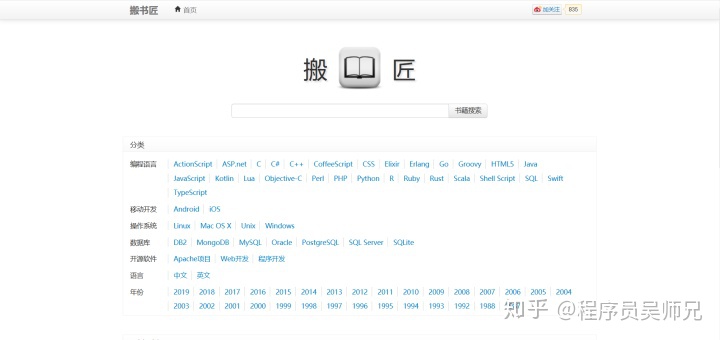 搬书匠 首页 加关注 835
搬 匠
书籍搜索
分类
编程语言 ActionScript ASP.net C C# C++ CoffeeScript CSS Elixir Erlang Go Groovy HTML5 Java
JavaScript Kotlin Lua Objective-C Perl PHP Python R Ruby Rust Scala Shell Script SQL Swift
TypeScript
移动开发 Android iOS
操作系统 Linux Mac OS X Unix Windows
数据库 DB2 MongoDB MySQL Oracle PostgreSQL SQL Server SQLite
开源软件 Apache项目 Web开发 程序开发
语言 中文 英文
年份 2019 2018 2017 2016 2015 2014 2013 2012 2011 2010 2009 2008 2007 2006 2005 2004
2003 2002 2001 2000 1999 1998 1997 1996 1995 1994 1993 1992 1988
知乎 @程序员吴师兄